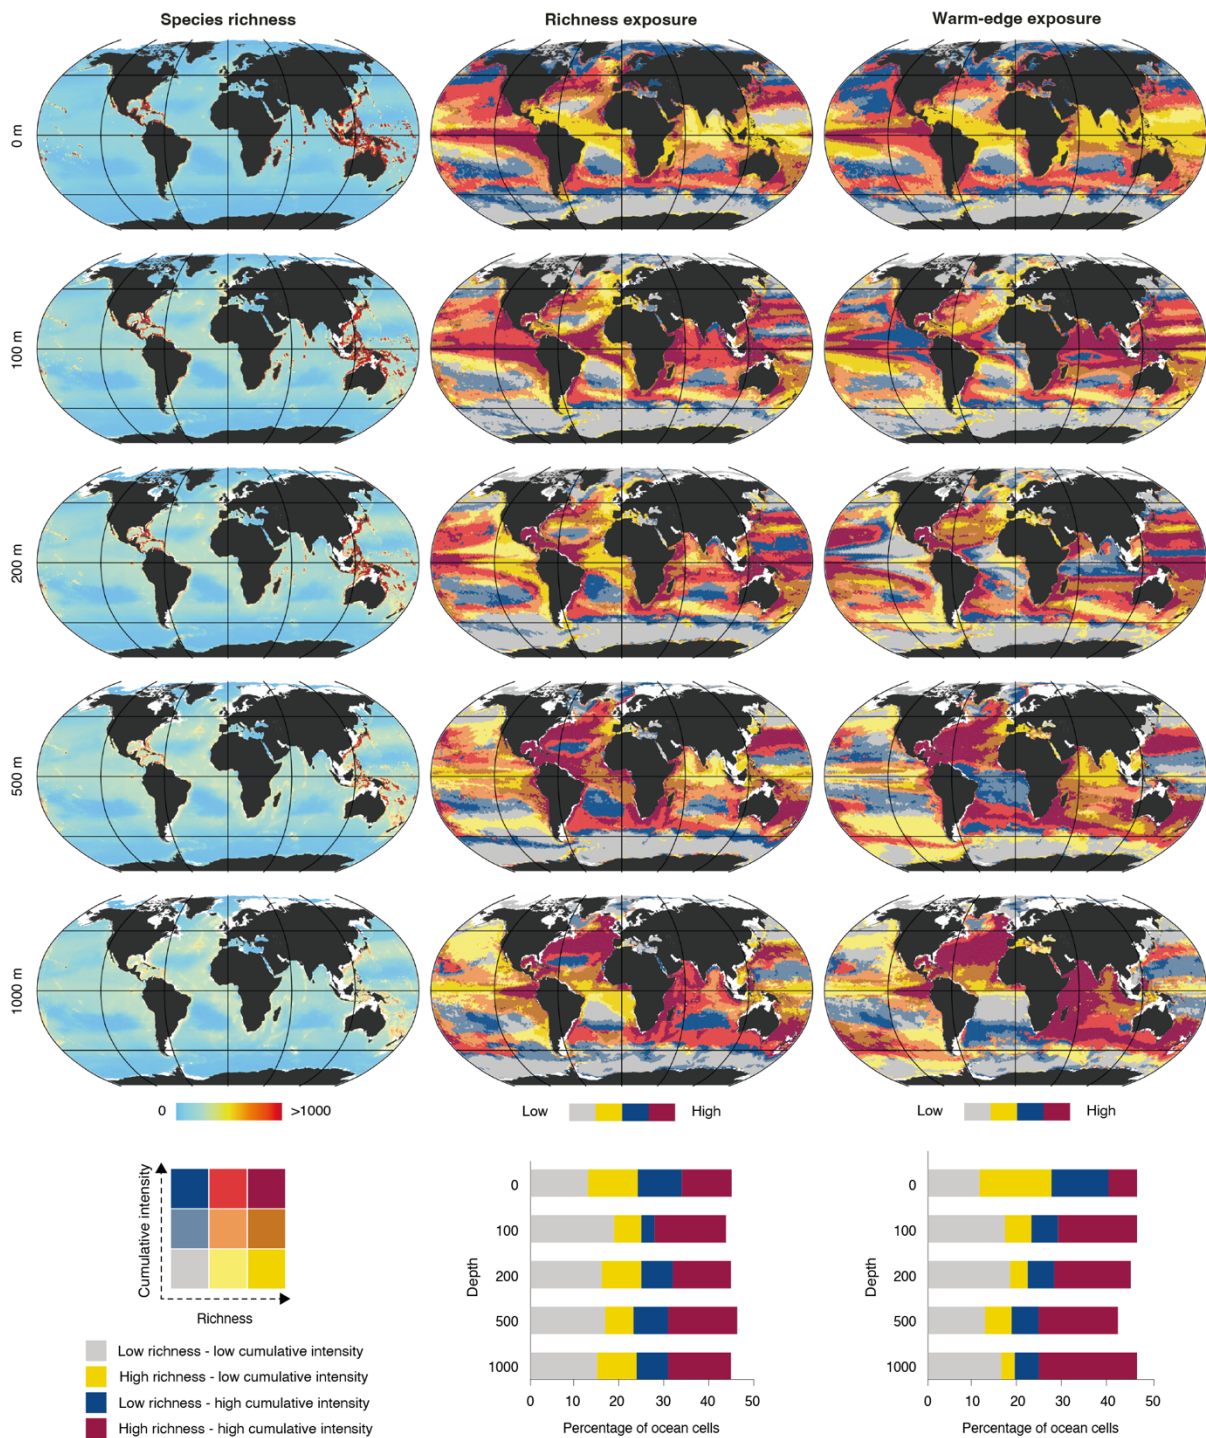 Species richness
Richness exposure
Warm-edge exposure
0 m
100 m
200 m
500 m
1000 m
0 >1000
Low High
Low High
Cumulative intensity
Richness
Low richness - low cumulative intensity
High richness - low cumulative intensity
Low richness - high cumulative intensity
High richness - high cumulative intensity
Depth
0
100
200
500
1000
0 10 20 30 40 50
Percentage of ocean cells
Depth
0
100
200
500
1000
0 10 20 30 40 50
Percentage of ocean cells